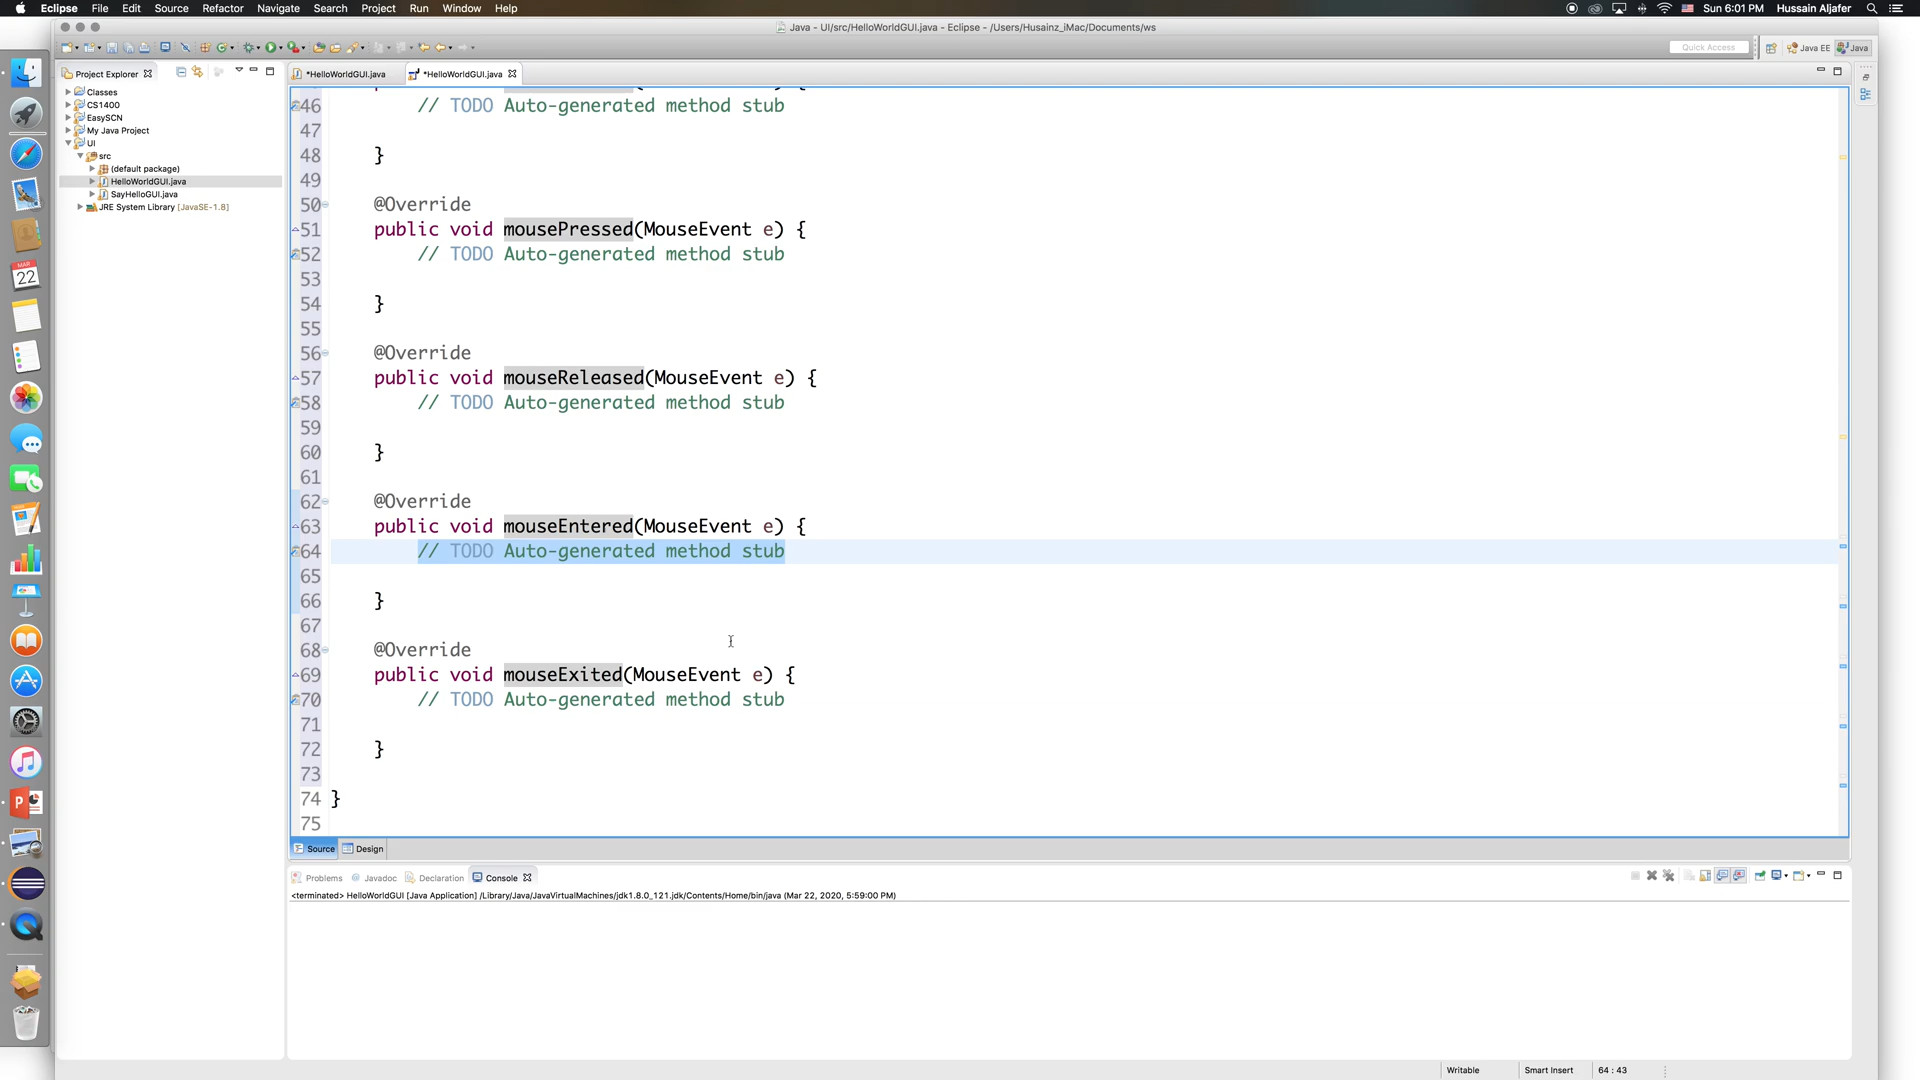 Eclipse File Edit Source Refactor Navigate Search Project Run Window Help
Sun 6:01 PM Hussain Aljafer
Java - UI/src/HelloWorldGUI.java - Eclipse - /Users/Husainz_iMac/Documents/ws
Quick Access Java EE Java
Project Explorer
Classes
CS1400
EasySCN
My Java Project
UI
src
(default package)
HelloWorldGUI.java
SayHelloGUI.java
JRE System Library [JavaSE-1.8]
MAR
22
*HelloWorldGUI.java *HelloWorldGUI.java
46 // TODO Auto-generated method stub
47
48 }
49
50 @Override
51 public void mousePressed(MouseEvent e) {
52 // TODO Auto-generated method stub
53
54 }
55
56 @Override
57 public void mouseReleased(MouseEvent e) {
58 // TODO Auto-generated method stub
59
60 }
61
62 @Override
63 public void mouseEntered(MouseEvent e) {
64 // TODO Auto-generated method stub
65
66 }
67
68 @Override
69 public void mouseExited(MouseEvent e) {
70 // TODO Auto-generated method stub
71
72 }
73
74 }
75
Source Design
Problems Javadoc Declaration Console
<terminated> HelloWorldGUI [Java Application] /Library/Java/JavaVirtualMachines/jdk1.8.0_121.jdk/Contents/Home/bin/java (Mar 22, 2020, 5:59:00 PM)
Writable Smart Insert 64 : 43